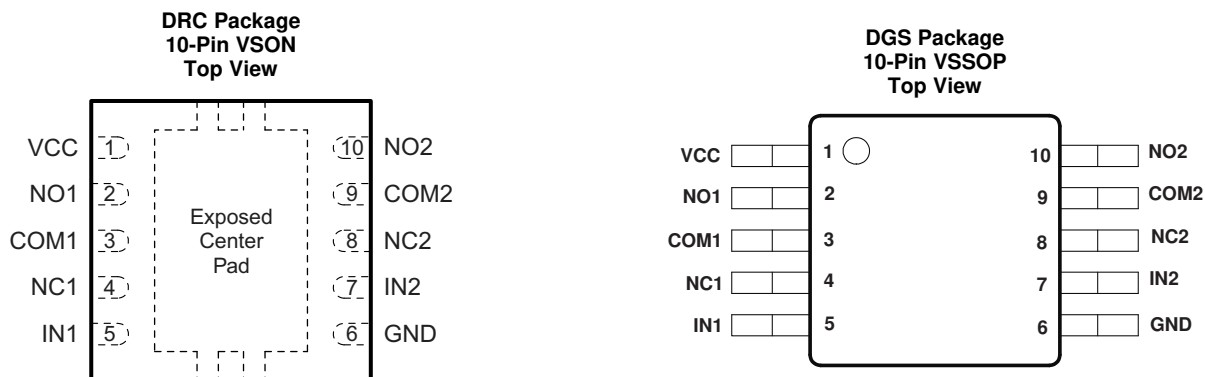 DRC Package
10-Pin VSON
Top View
VCC 1 10 NO2
NO1 2 9 COM2
COM1 3 8 NC2
NC1 4 7 IN2
IN1 5 6 GND
Exposed
Center
Pad
DGS Package
10-Pin VSSOP
Top View
VCC 1 10 NO2
NO1 2 9 COM2
COM1 3 8 NC2
NC1 4 7 IN2
IN1 5 6 GND